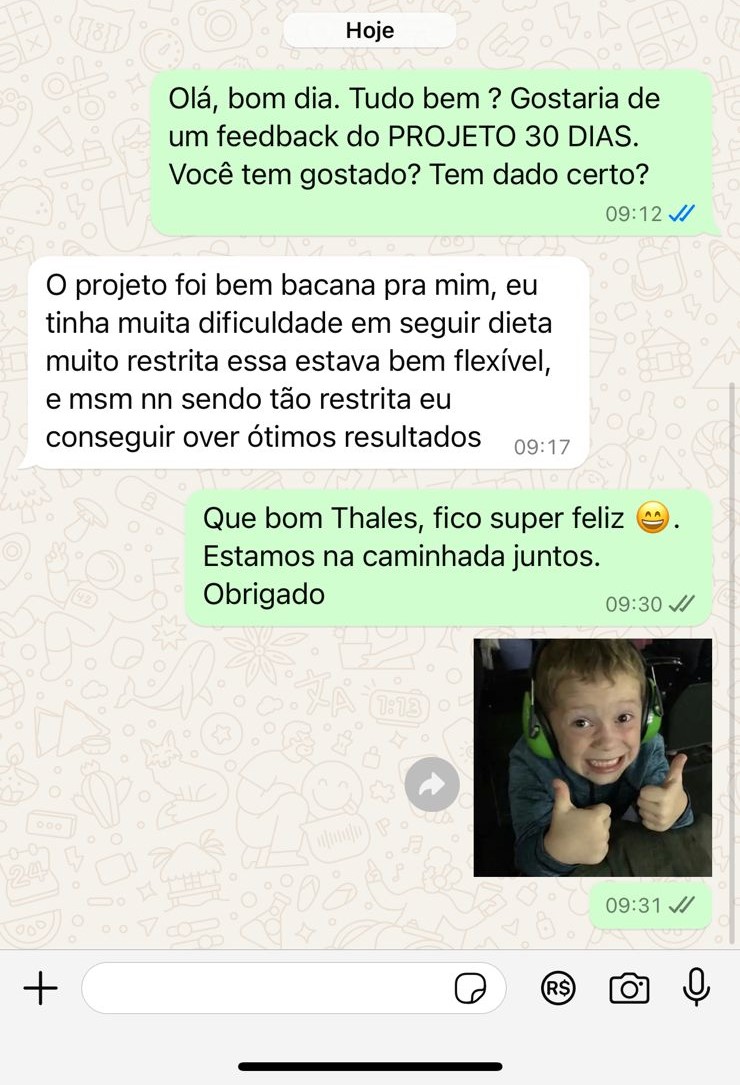 Hoje
Olá, bom dia. Tudo bem ? Gostaria de
um feedback do PROJETO 30 DIAS.
Você tem gostado? Tem dado certo?
09:12
O projeto foi bem bacana pra mim, eu
tinha muita dificuldade em seguir dieta
muito restrita essa estava bem flexível,
e msm nn sendo tão restrita eu
conseguir over ótimos resultados
09:17
Que bom Thales, fico super feliz 😄.
Estamos na caminhada juntos.
Obrigado
09:30
1:13
24
09:31
R$